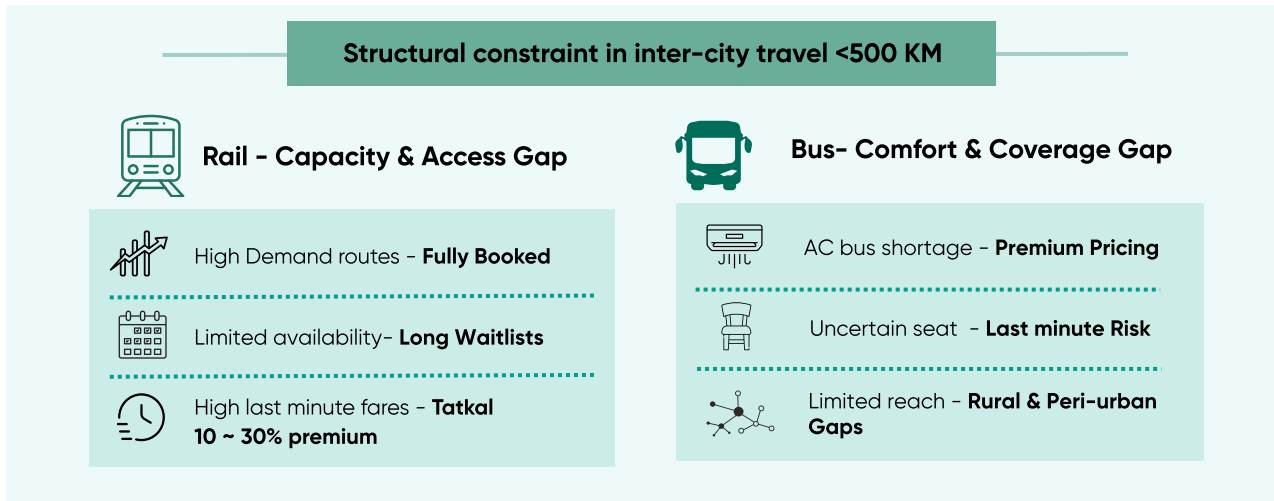 Structural constraint in inter-city travel <500 KM
Rail - Capacity & Access Gap
High Demand routes - Fully Booked
Limited availability- Long Waitlists
High last minute fares - Tatkal
10 ~ 30% premium
Bus- Comfort & Coverage Gap
AC bus shortage - Premium Pricing
Uncertain seat  - Last minute Risk
Limited reach - Rural & Peri-urban
Gaps